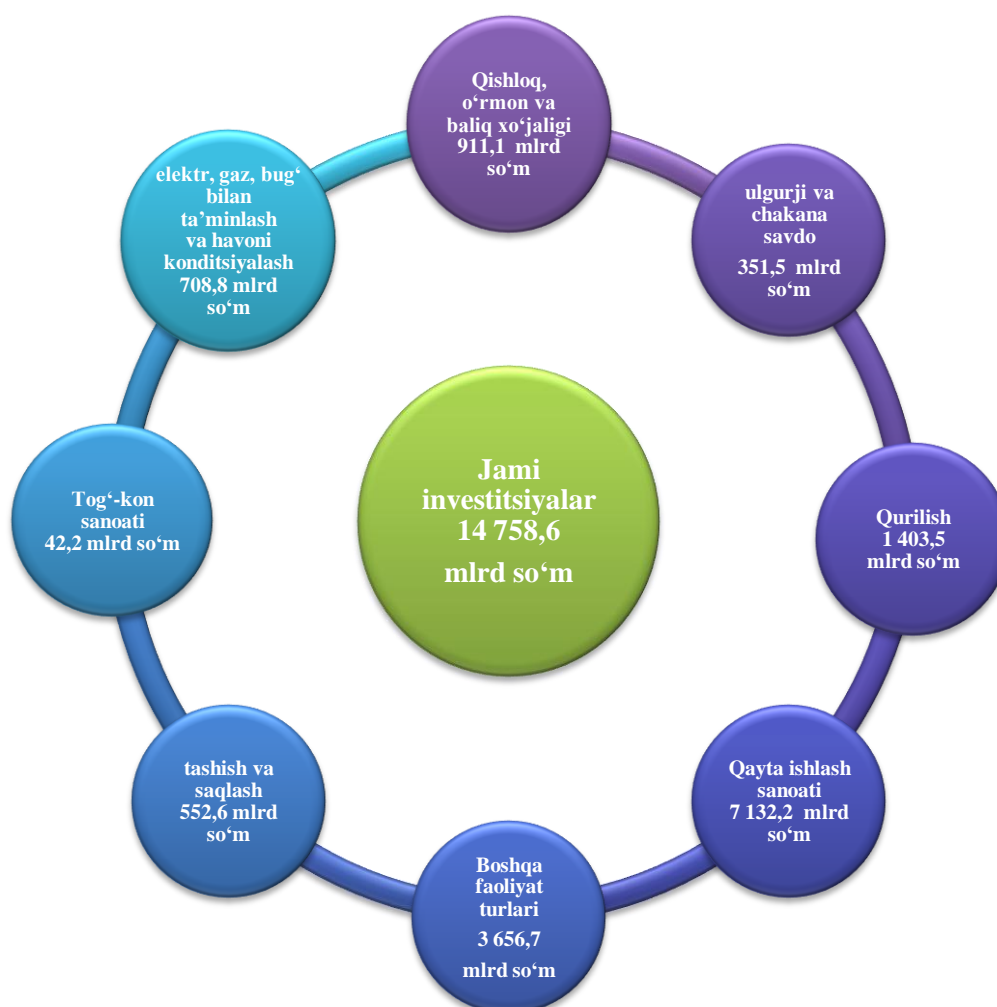 Qishloq,
o‘rmon va
baliq xo‘jaligi
911,1 mlrd
so‘m
ulgurji va
chakana
savdo
351,5 mlrd
so‘m
Qurilish
1 403,5
mlrd so‘m
Qayta ishlash
sanoati
7 132,2 mlrd
so‘m
Boshqa
faoliyat
turlari
3 656,7
mlrd so‘m
tashish va
saqlash
552,6 mlrd
so‘m
Tog‘-kon
sanoati
42,2 mlrd so‘m
elektr, gaz, bug‘
bilan
ta’minlash
va havoni
konditsiyalash
708,8 mlrd
so‘m
Jami
investitsiyalar
14 758,6
mlrd so‘m